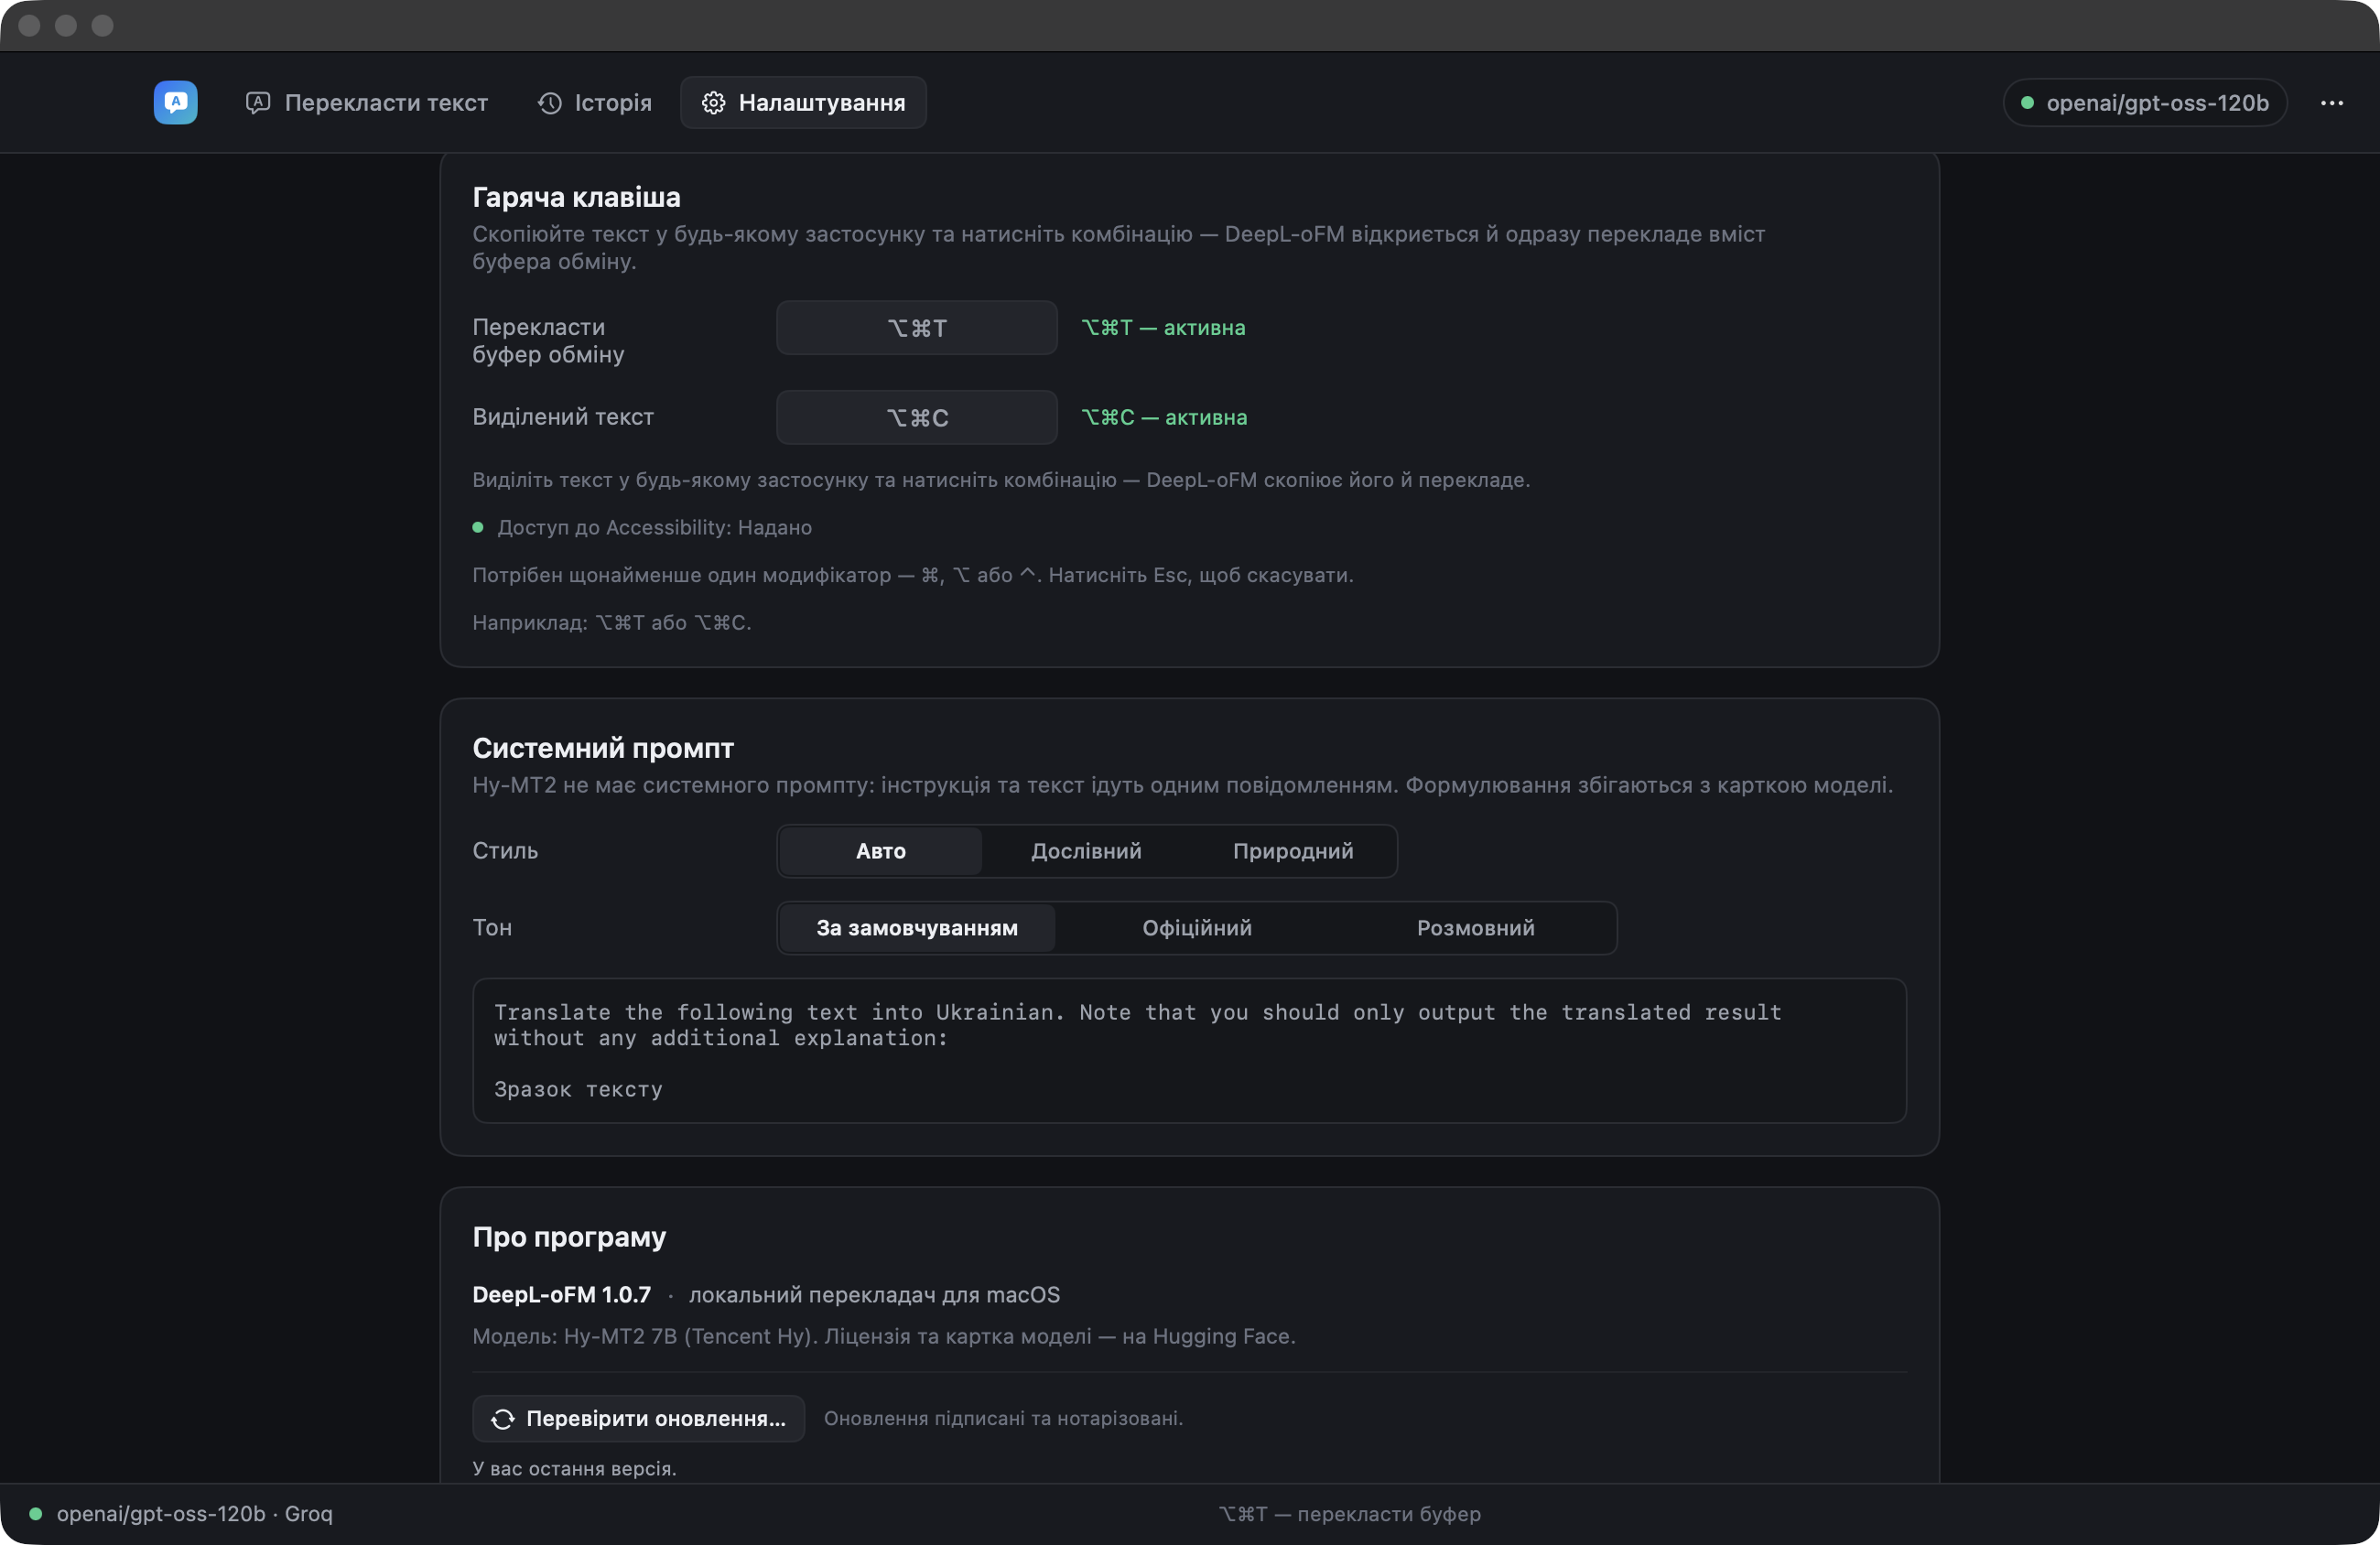 Перекласти текст
Історія
Налаштування
openai/gpt-oss-120b
Гаряча клавіша
Скопіюйте текст у будь-якому застосунку та натисніть комбінацію — DeepL-oFM відкриється й одразу перекладе вміст
буфера обміну.
Перекласти
буфер обміну
⌥⌘T
⌥⌘T — активна
Виділений текст
⌥⌘C
⌥⌘C — активна
Виділіть текст у будь-якому застосунку та натисніть комбінацію — DeepL-oFM скопіює його й перекладе.
Доступ до Accessibility: Надано
Потрібен щонайменше один модифікатор — ⌘, ⌥ або ^. Натисніть Esc, щоб скасувати.
Наприклад: ⌥⌘T або ⌥⌘C.
Системний промпт
Hy-MT2 не має системного промпту: інструкція та текст ідуть одним повідомленням. Формулювання збігаються з карткою моделі.
Стиль
Авто
Дослівний
Природний
Тон
За замовчуванням
Офіційний
Розмовний
Translate the following text into Ukrainian. Note that you should only output the translated result
without any additional explanation:
Зразок тексту
Про програму
DeepL-oFM 1.0.7 · локальний перекладач для macOS
Модель: Hy-MT2 7B (Tencent Hy). Ліцензія та картка моделі — на Hugging Face.
Перевірити оновлення...
Оновлення підписані та нотарізовані.
У вас остання версія.
openai/gpt-oss-120b · Groq
⌥⌘T — перекласти буфер